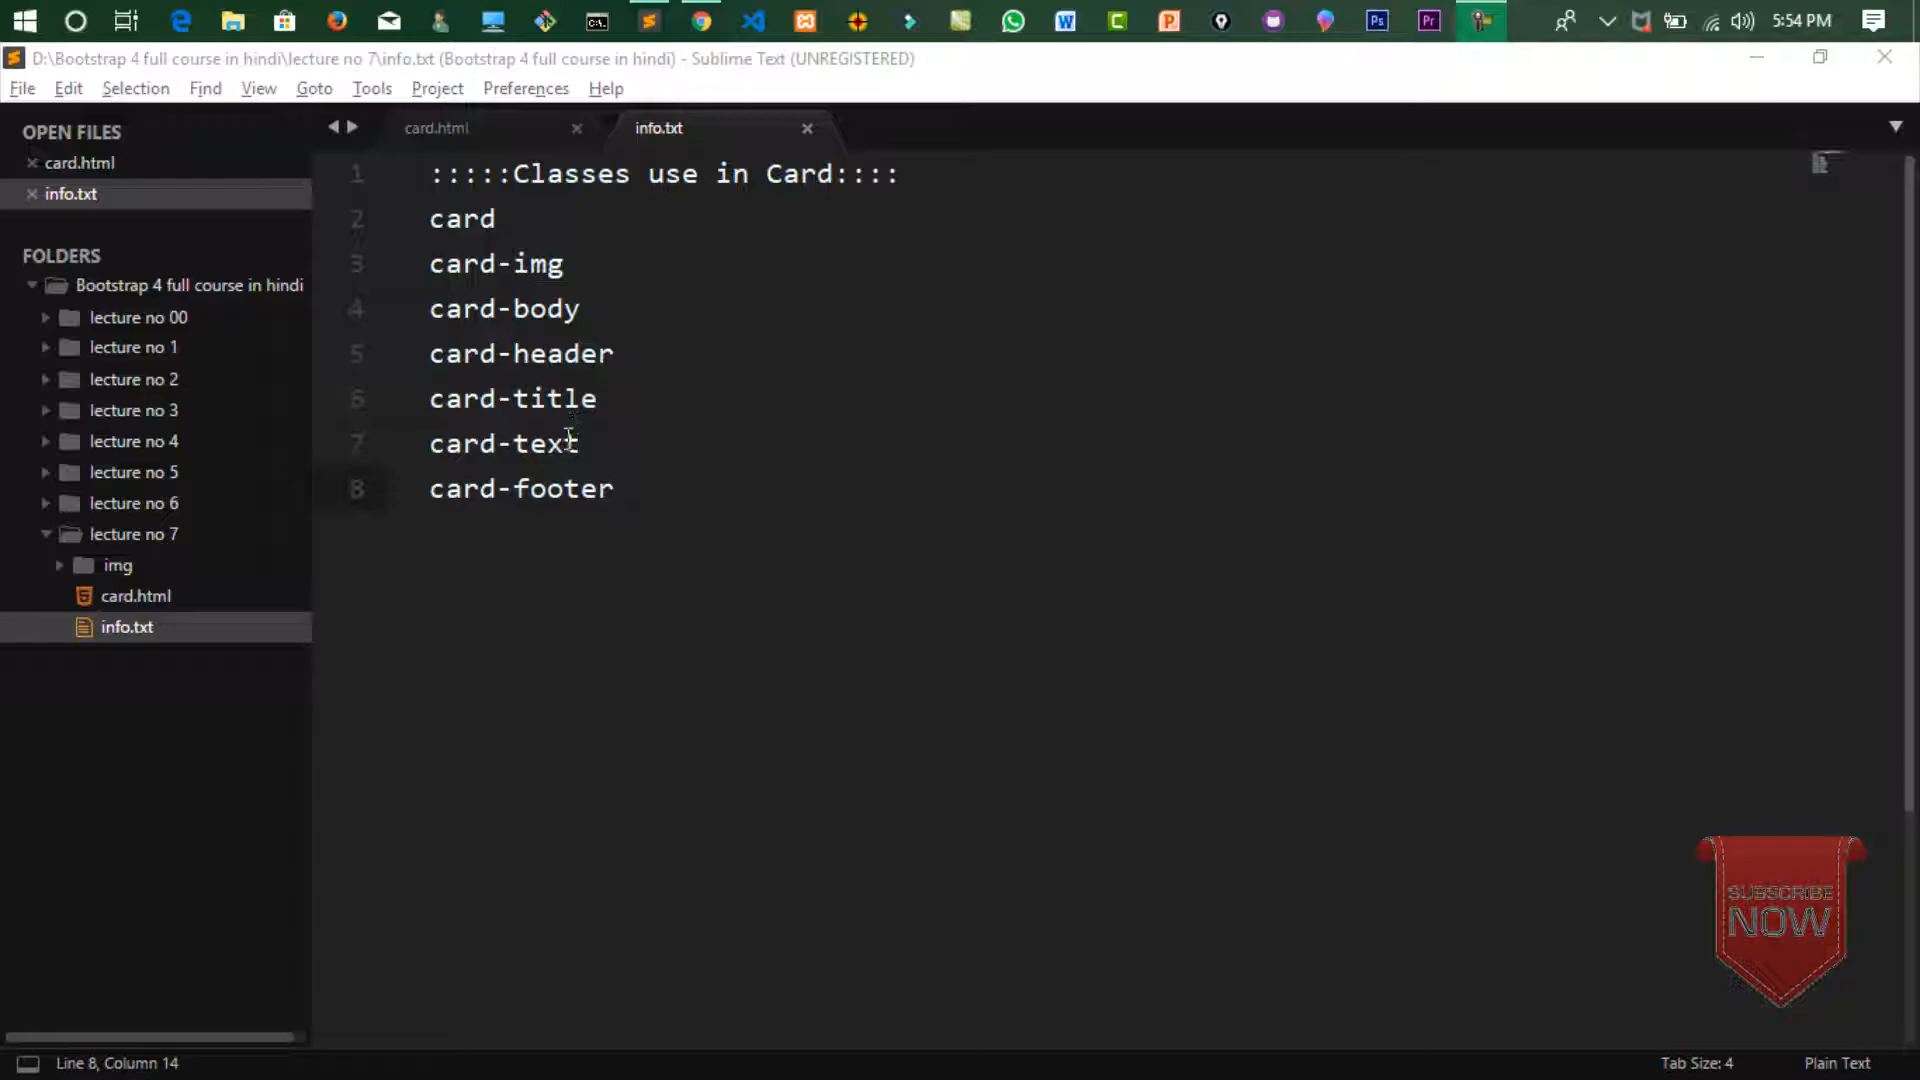 5:54 PM
D:\Bootstrap 4 full course in hindi\lecture no 7\info.txt (Bootstrap 4 full course in hindi) - Sublime Text (UNREGISTERED)
File Edit Selection Find View Goto Tools Project Preferences Help
OPEN FILES
card.html
info.txt
FOLDERS
Bootstrap 4 full course in hindi
lecture no 00
lecture no 1
lecture no 2
lecture no 3
lecture no 4
lecture no 5
lecture no 6
lecture no 7
img
card.html
info.txt
card.html info.txt
1 :::::Classes use in Card::::
2 card
3 card-img
4 card-body
5 card-header
6 card-title
7 card-text
8 card-footer
SUBSCRIBE
NOW
Line 8, Column 14 Tab Size: 4 Plain Text